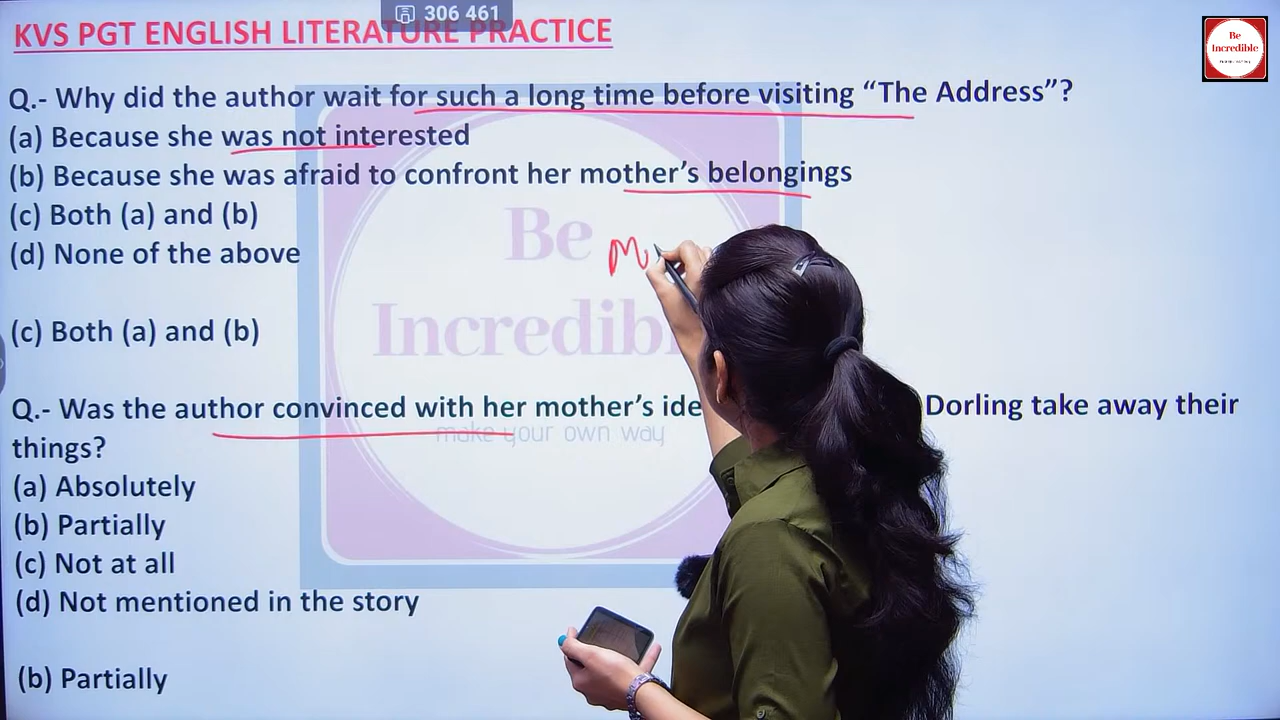 306 461
KVS PGT ENGLISH LITERATURE PRACTICE
Be
Incredible
Q.- Why did the author wait for such a long time before visiting “The Address”?
(a) Because she was not interested
(b) Because she was afraid to confront her mother’s belongings
(c) Both (a) and (b)
(d) None of the above
Be
Incredibl
make your own way
M
(c) Both (a) and (b)
Q.- Was the author convinced with her mother’s Dorling take away their
things?
(a) Absolutely
(b) Partially
(c) Not at all
(d) Not mentioned in the story
(b) Partially